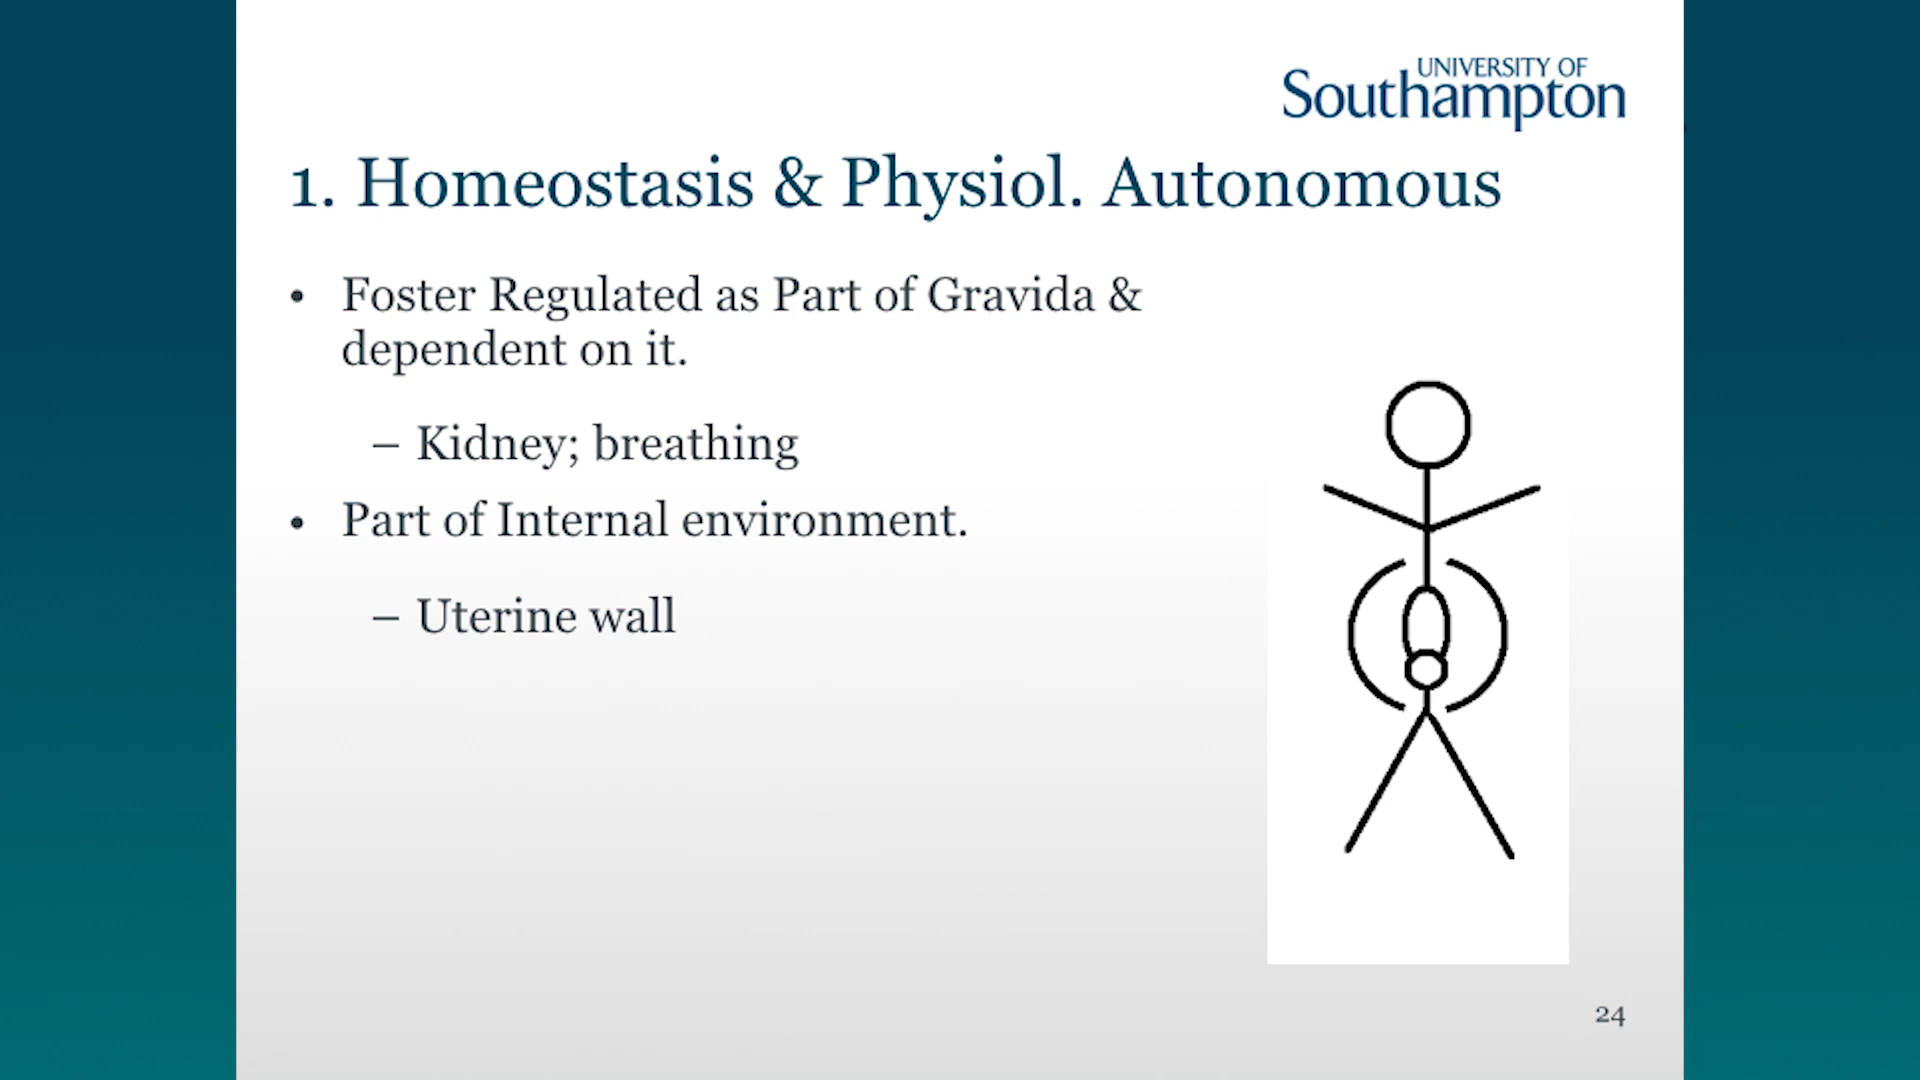 UNIVERSITY OF
Southampton
1. Homeostasis & Physiol. Autonomous
• Foster Regulated as Part of Gravida &
dependent on it.
– Kidney; breathing
• Part of Internal environment.
– Uterine wall
24